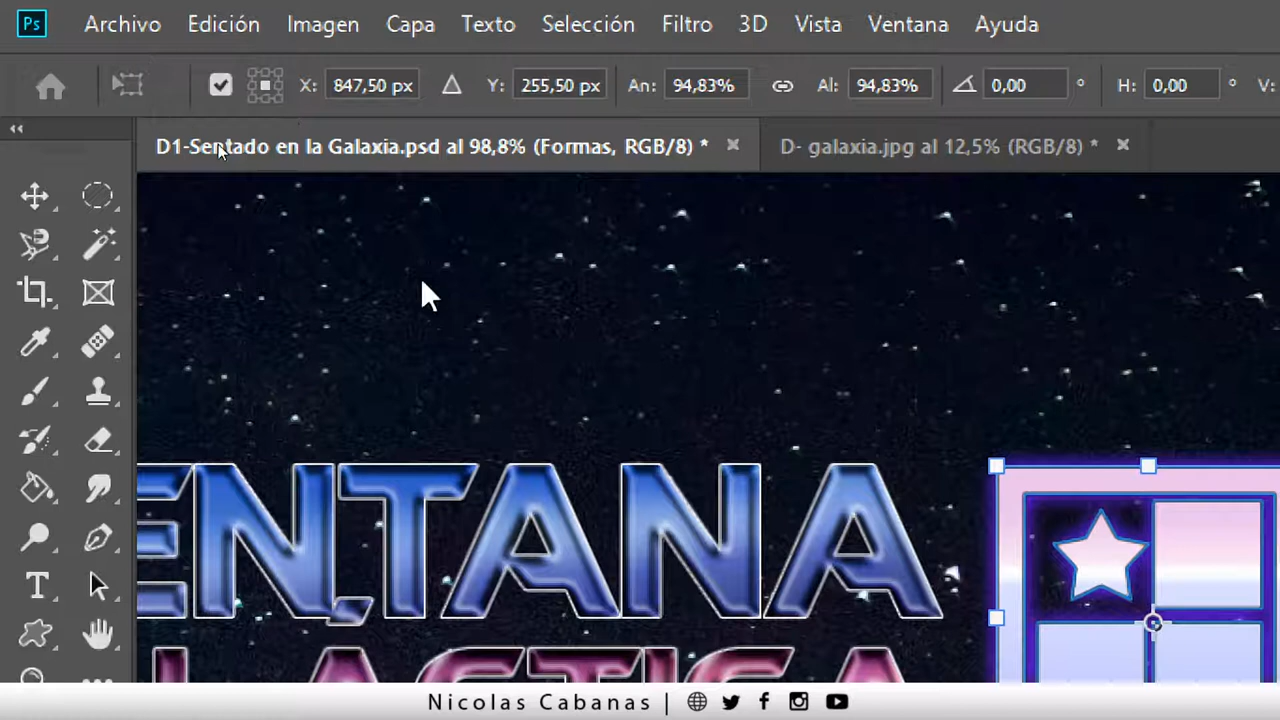 Ps Archivo Edición Imagen Capa Texto Selección Filtro 3D Vista Ventana Ayuda
X: 847,50 px Y: 255,50 px An: 94,83% Al: 94,83% 0,00 ° H: 0,00 ° V:
D1-Sentado en la Galaxia.psd al 98,8% (Formas, RGB/8) * D- galaxia.jpg al 12,5% (RGB/8) *
ENTANA
LACTICA
Nicolas Cabanas |